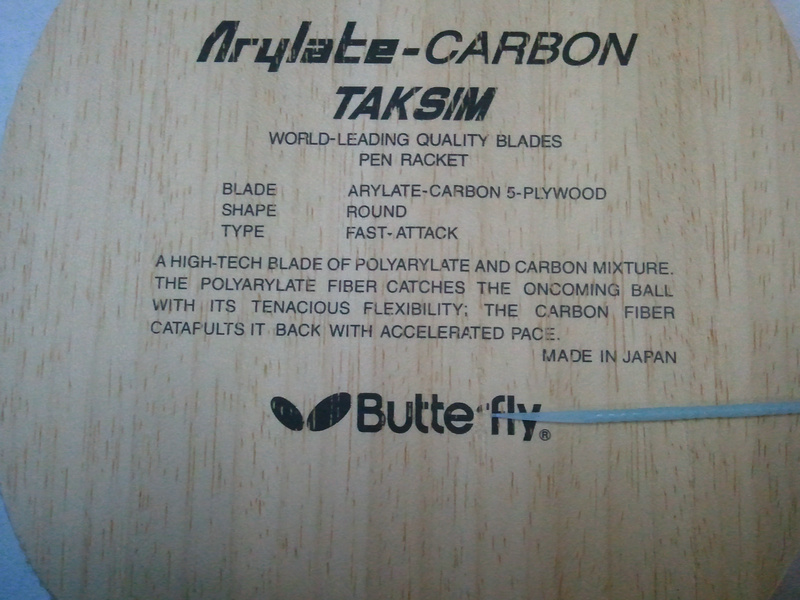 Arylate-CARBON
TAKSIM
WORLD-LEADING QUALITY BLADES
PEN RACKET
BLADE ARYLATE-CARBON 5-PLYWOOD
SHAPE ROUND
TYPE FAST-ATTACK
A HIGH-TECH BLADE OF POLYARYLATE AND CARBON MIXTURE.
THE POLYARYLATE FIBER CATCHES THE ONCOMING BALL
WITH ITS TENACIOUS FLEXIBILITY; THE CARBON FIBER
CATAPULTS IT BACK WITH ACCELERATED PACE.
MADE IN JAPAN
Butterfly®